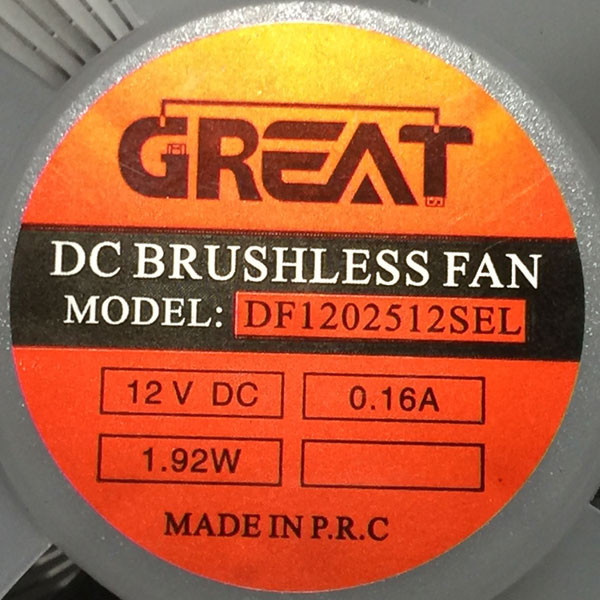 GREAT
DC BRUSHLESS FAN
MODEL: DF1202512SEL
12 V DC
0.16A
1.92W
MADE IN P.R.C